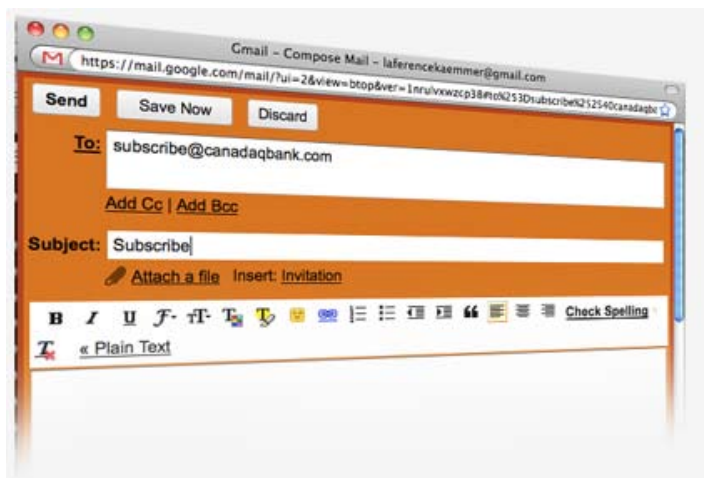 Gmail – Compose Mail – laferencekaemmer@gmail.com
https://mail.google.com/mail/?ui=2&view=btop&ver=1nrulvxwzcp38#to%253Dsubscribe%252540canadaqbc
Send Save Now Discard
To: subscribe@canadaqbank.com
Add Cc | Add Bcc
Subject: Subscribe
Attach a file Insert: Invitation
B I U F T T T Check Spelling
« Plain Text